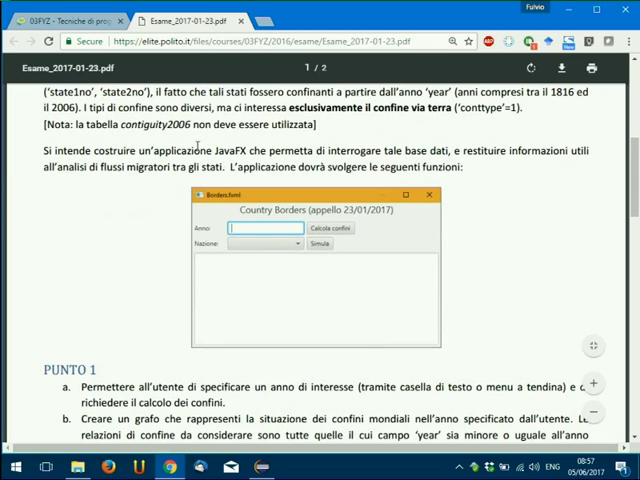 Fulvio
03FYZ - Tecniche di prog
Esame_2017-01-23.pdf
Secure
https://elite.polito.it/files/courses/03FYZ/2016/esame/Esame_2017-01-23.pdf
Esame_2017-01-23.pdf
1 / 2
('state1no', 'state2no'), il fatto che tali stati fossero confinanti a partire dall'anno 'year' (anni compresi tra il 1816 ed
il 2006). I tipi di confine sono diversi, ma ci interessa esclusivamente il confine via terra ('conttype'=1).
[Nota: la tabella contiguity2006 non deve essere utilizzata]
Si intende costruire un'applicazione JavaFX che permetta di interrogare tale base dati, e restituire informazioni utili
all'analisi di flussi migratori tra gli stati. L'applicazione dovrà svolgere le seguenti funzioni:
Borders.fxml
Country Borders (appello 23/01/2017)
Anno:
Calcola confini
Nazione:
Simula
PUNTO 1
a. Permettere all'utente di specificare un anno di interesse (tramite casella di testo o menu a tendina) e
richiedere il calcolo dei confini.
b. Creare un grafo che rappresenti la situazione dei confini mondiali nell'anno specificato dall'utente. Le
relazioni di confine da considerare sono tutte quelle il cui campo 'year' sia minore o uguale all'anno
ENG
08:57
05/06/2017